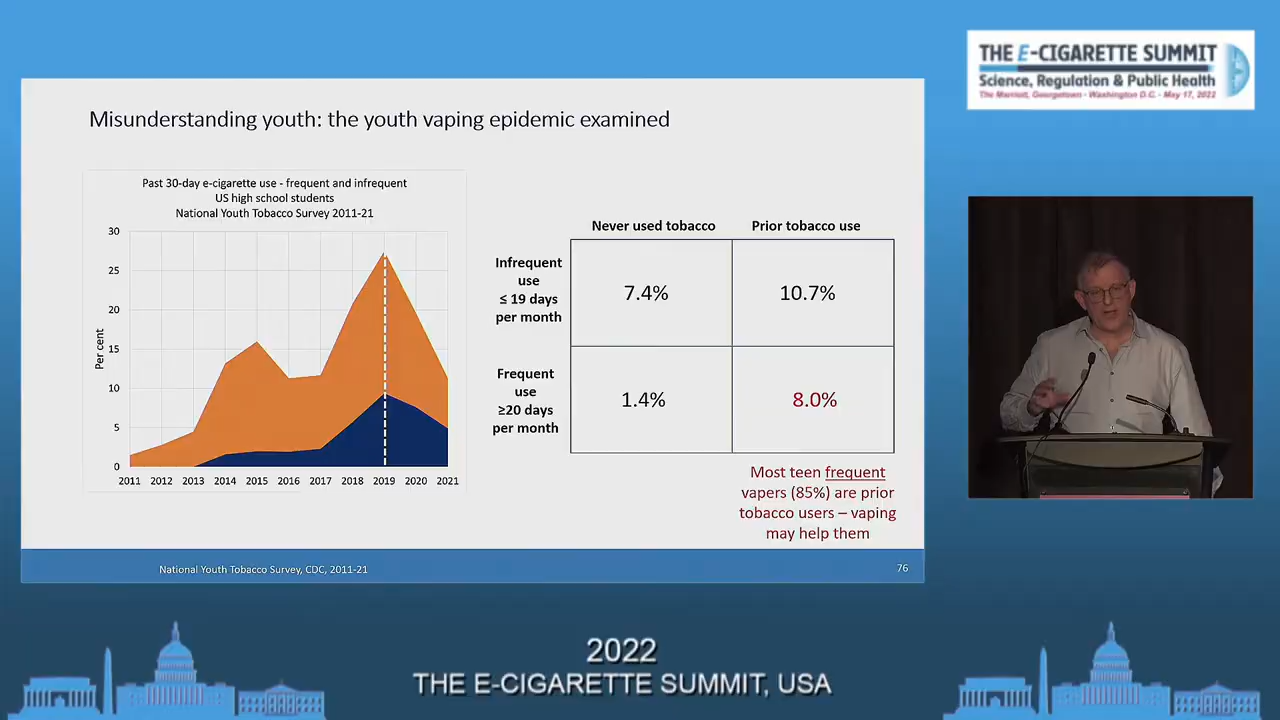 THE E-CIGARETTE SUMMIT
Science, Regulation & Public Health
The Marriott, Georgetown - Washington D.C. - May 17, 2022
Misunderstanding youth: the youth vaping epidemic examined
Past 30-day e-cigarette use - frequent and infrequent
US high school students
National Youth Tobacco Survey 2011-21
Per cent
30
25
20
15
10
5
0
2011 2012 2013 2014 2015 2016 2017 2018 2019 2020 2021
Never used tobacco Prior tobacco use
Infrequent
use
≤ 19 days
per month
7.4% 10.7%
Frequent
use
≥20 days
per month
1.4% 8.0%
Most teen frequent
vapers (85%) are prior
tobacco users – vaping
may help them
National Youth Tobacco Survey, CDC, 2011-21
76
2022
THE E-CIGARETTE SUMMIT, USA